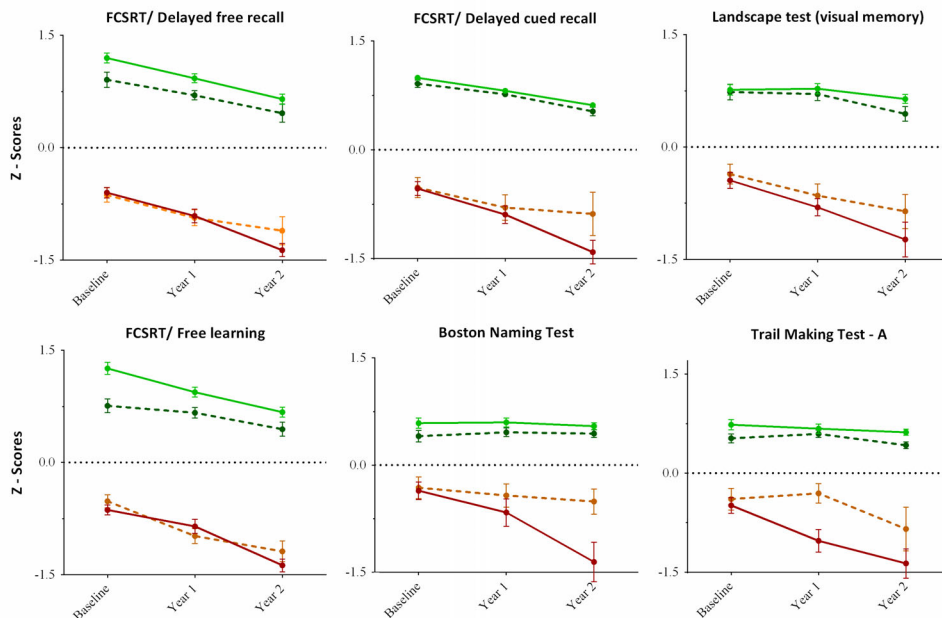 FCSRT/ Delayed free recall
FCSRT/ Delayed cued recall
Landscape test (visual memory)
Z - Scores
1.5
0.0
-1.5
Baseline
Year 1
Year 2
1.5
0.0
-1.5
Baseline
Year 1
Year 2
1.5
0.0
-1.5
Baseline
Year 1
Year 2
FCSRT/ Free learning
Boston Naming Test
Trail Making Test - A
Z - Scores
1.5
0.0
-1.5
Baseline
Year 1
Year 2
1.5
0.0
-1.5
Baseline
Year 1
Year 2
1.5
0.0
-1.5
Baseline
Year 1
Year 2